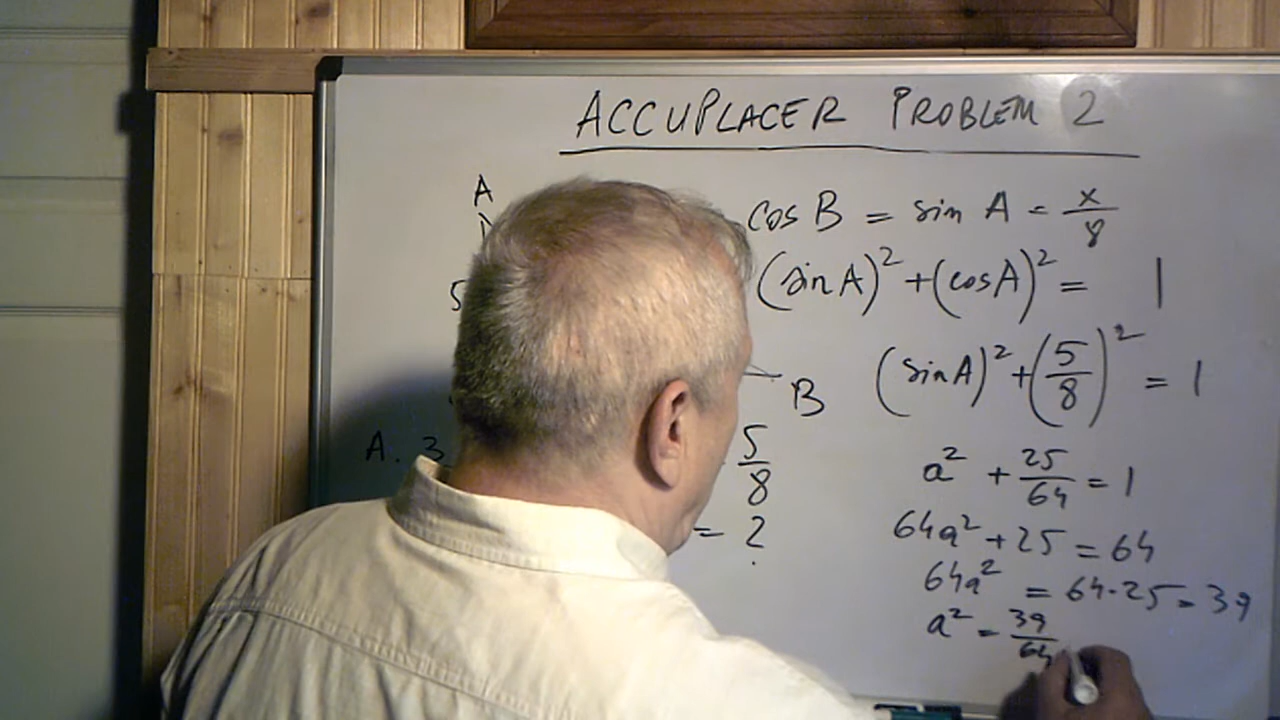 ACCUPLACER PROBLEM 2
A
cos B = sin A = x/8
5
(sin A)² + (cos A)² = 1
B
(sin A)² + (5/8)² = 1
A. 3
5/8
a² + 25/64 = 1
= ?
64a² + 25 = 64
64a² = 64-25 = 39
a² = 39/64